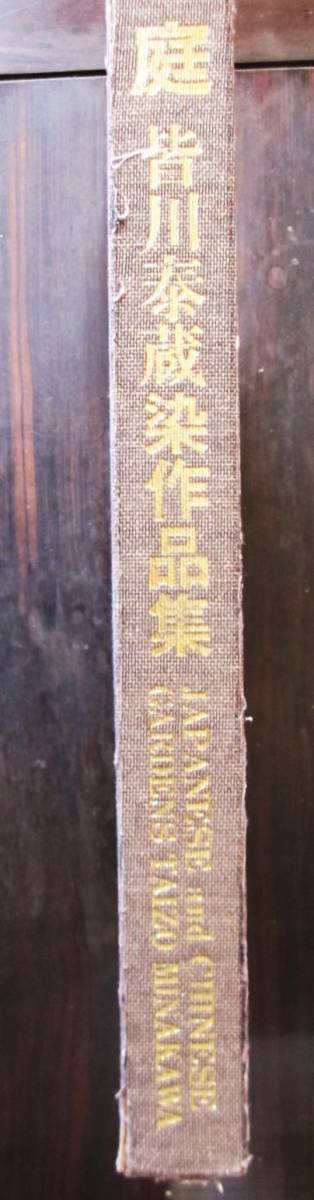 庭 皆川泰蔵染作品集
JAPANESE and CHINESE
GARDENS TAIZO MINAKAWA